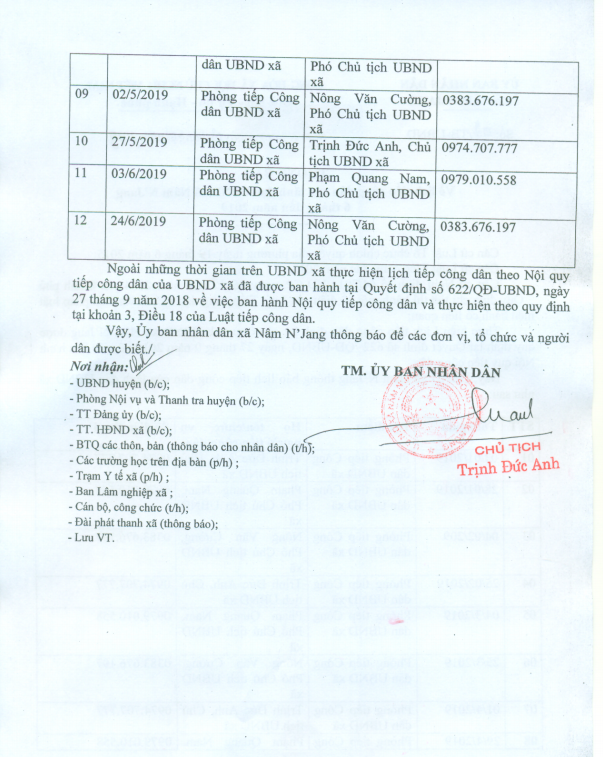 dân UBND xã Phó Chủ tịch UBND
xã
09 02/5/2019 Phòng tiếp Công Nông Văn Cường, 0383.676.197
dân UBND xã Phó Chủ tịch UBND
xã
10 27/5/2019 Phòng tiếp Công Trịnh Đức Anh, Chủ 0974.707.777
dân UBND xã tịch UBND xã
11 03/6/2019 Phòng tiếp Công Phạm Quang Nam, 0979.010.558
dân UBND xã Phó Chủ tịch UBND
xã
12 24/6/2019 Phòng tiếp Công Nông Văn Cường, 0383.676.197
dân UBND xã Phó Chủ tịch UBND
xã
Ngoài những thời gian trên UBND xã thực hiện lịch tiếp công dân theo Nội quy
tiếp công dân của UBND xã đã được ban hành tại Quyết định số 622/QĐ-UBND, ngày
27 tháng 9 năm 2018 về việc ban hành Nội quy tiếp công dân và thực hiện theo quy định
tại khoản 3, Điều 18 của Luật tiếp công dân.
Vậy, Ủy ban nhân dân xã Nâm N'Jang thông báo để các đơn vị, tổ chức và người
dân được biết./.
Nơi nhận:
TM. ỦY BAN NHÂN DÂN
- UBND huyện (b/c);
- Phòng Nội vụ và Thanh tra huyện (b/c);
- TT Đảng ủy (b/c);
- TT. HĐND xã (b/c);
- BTQ các thôn, bản (thông báo cho nhân dân) (t/h);
- Các trường học trên địa bàn (p/h) ;
- Trạm Y tế xã (p/h) ;
- Ban Lâm nghiệp xã ;
- Cán bộ, công chức (t/h);
- Đài phát thanh xã (thông báo);
- Lưu VT.
CHỦ TỊCH
Trịnh Đức Anh